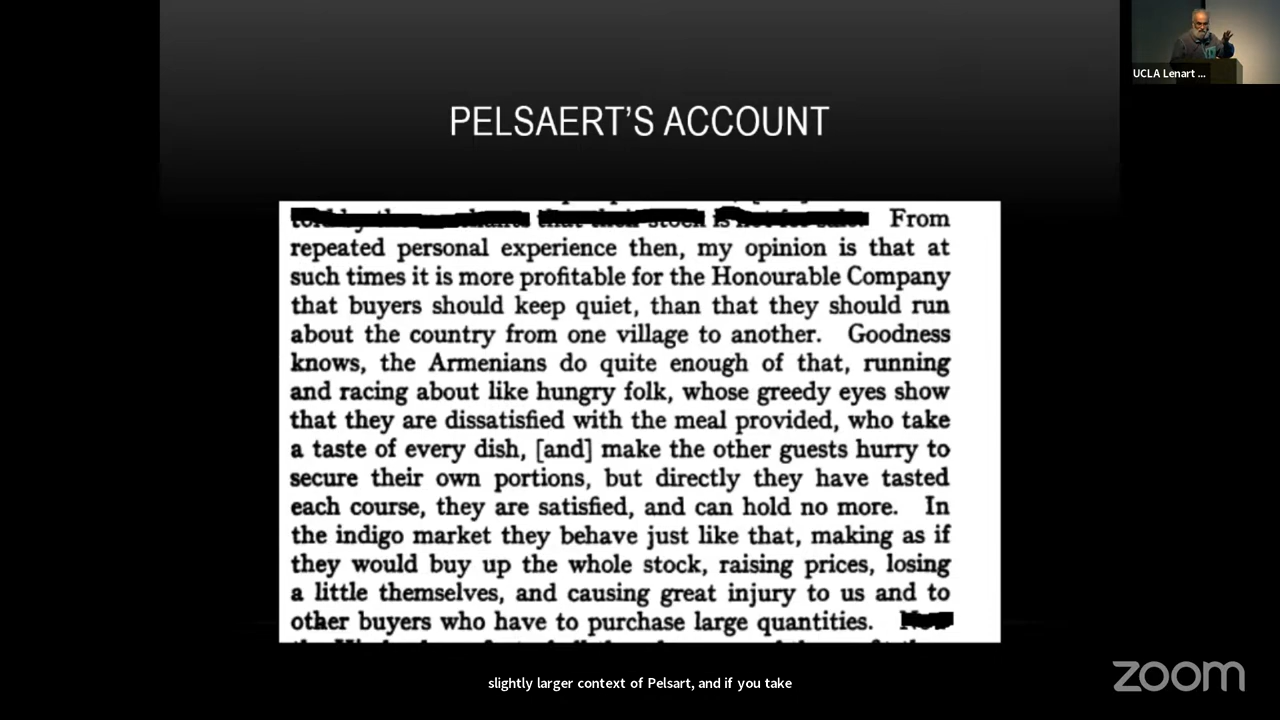 PELSAERT'S ACCOUNT
From
repeated personal experience then, my opinion is that at
such times it is more profitable for the Honourable Company
that buyers should keep quiet, than that they should run
about the country from one village to another. Goodness
knows, the Armenians do quite enough of that, running
and racing about like hungry folk, whose greedy eyes show
that they are dissatisfied with the meal provided, who take
a taste of every dish, [and] make the other guests hurry to
secure their own portions, but directly they have tasted
each course, they are satisfied, and can hold no more. In
the indigo market they behave just like that, making as if
they would buy up the whole stock, raising prices, losing
a little themselves, and causing great injury to us and to
other buyers who have to purchase large quantities.
slightly larger context of Pelsart, and if you take
UCLA Lenart ...
zoom